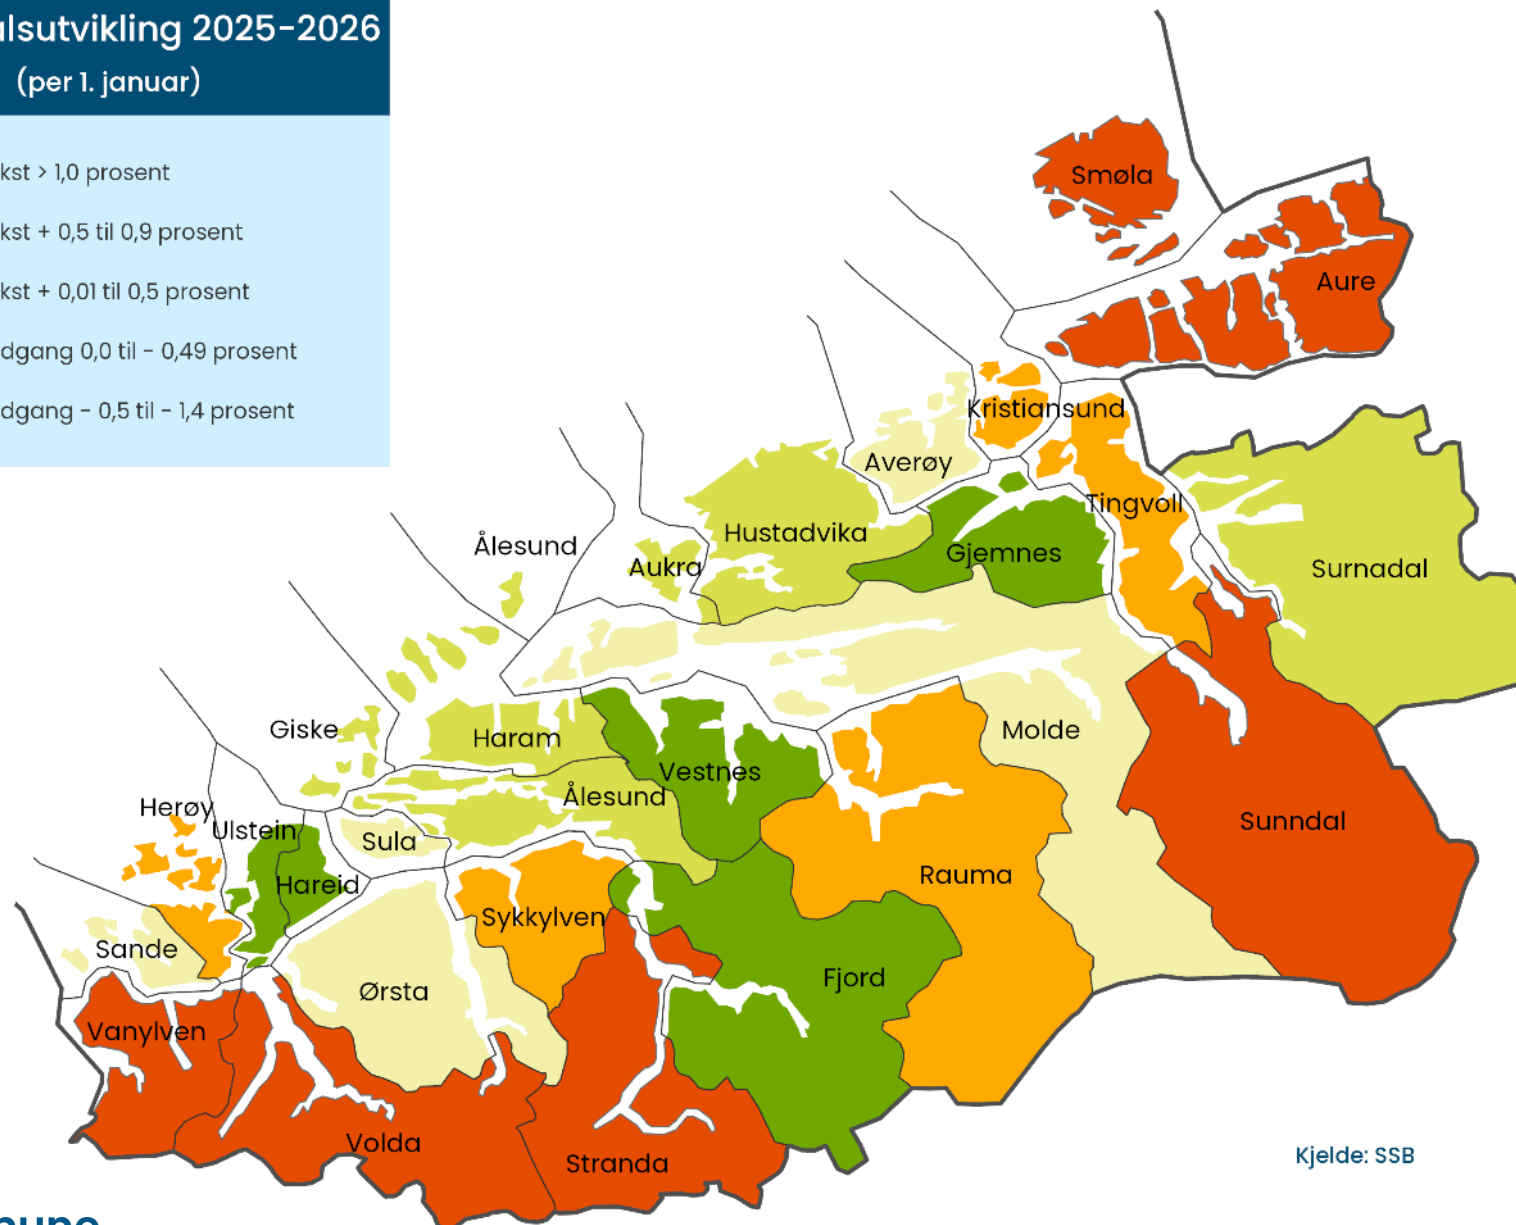 alsutvikling 2025-2026
(per 1. januar)
kst > 1,0 prosent
kst + 0,5 til 0,9 prosent
kst + 0,01 til 0,5 prosent
dgang 0,0 til - 0,49 prosent
dgang - 0,5 til - 1,4 prosent
Smøla
Aure
Kristiansund
Averøy
Tingvoll
Hustadvika
Ålesund
Gjemnes
Aukra
Surnadal
Giske
Haram
Molde
Vestnes
Ålesund
Herøy
Sunndal
Ulstein
Sula
Rauma
Hareid
Sykkylven
Sande
Fjord
Ørsta
Vanylven
Volda
Stranda
Kjelde: SSB